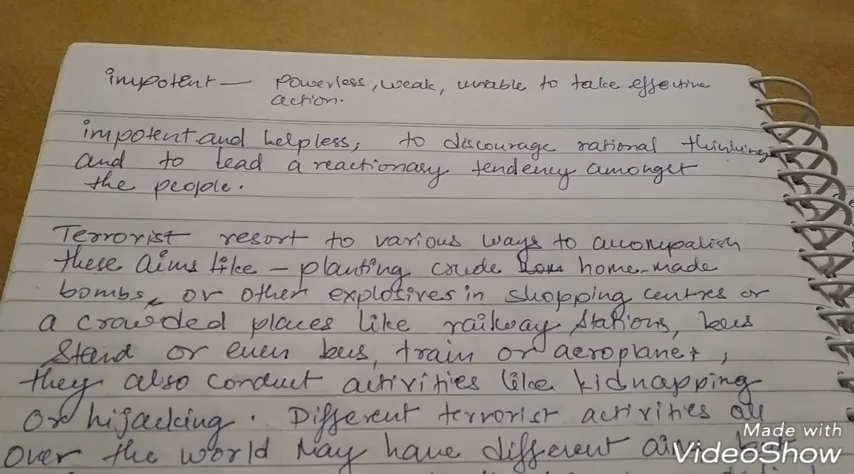 impotent — Powerless, weak, unable to take effective
action.
impotent and helpless, to discourage rational thinking
and to lead a reactionary tendency amongst
the people.
Terrorist resort to various ways to accompalish
these aims like - planting crude home-made
bombs, or other explosives in shopping centres or
a crowded places like railway stations, bus
stand or even bus, train or aeroplanes,
they also conduct activities like kidnapping
or hijacking. Different terrorist activities all
over the world may have different aims but
Made with
VideoShow